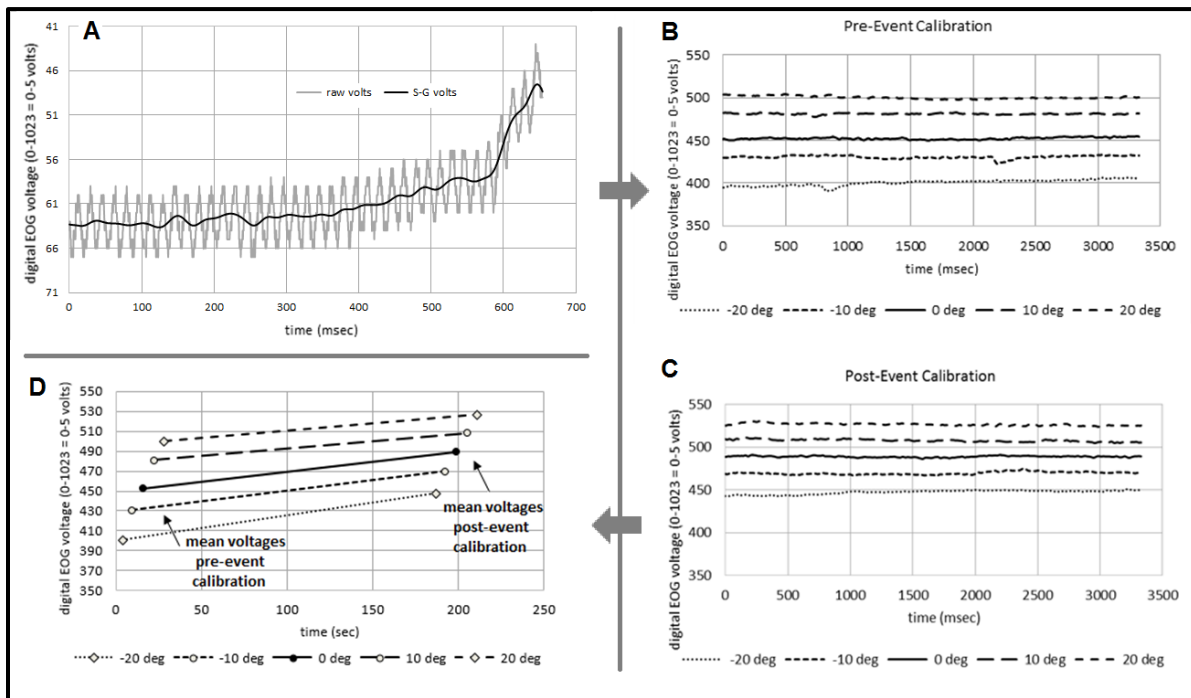 A
digital EOG voltage (0-1023 = 0-5 volts)
41
46
51
56
61
66
71
raw volts S-G volts
0 100 200 300 400 500 600 700
time (msec)
B
Pre-Event Calibration
digital EOG voltage (0-1023 = 0-5 volts)
550
500
450
400
350
0 500 1000 1500 2000 2500 3000 3500
time (msec)
-20 deg -10 deg 0 deg 10 deg 20 deg
C
Post-Event Calibration
digital EOG voltage (0-1023 = 0-5 volts)
550
500
450
400
350
0 500 1000 1500 2000 2500 3000 3500
time (msec)
-20 deg -10 deg 0 deg 10 deg 20 deg
D
digital EOG voltage (0-1023 = 0-5 volts)
550
530
510
490
470
450
430
410
390
370
350
mean voltages
pre-event
calibration
mean voltages
post-event
calibration
0 50 100 150 200 250
time (sec)
-20 deg -10 deg 0 deg 10 deg 20 deg